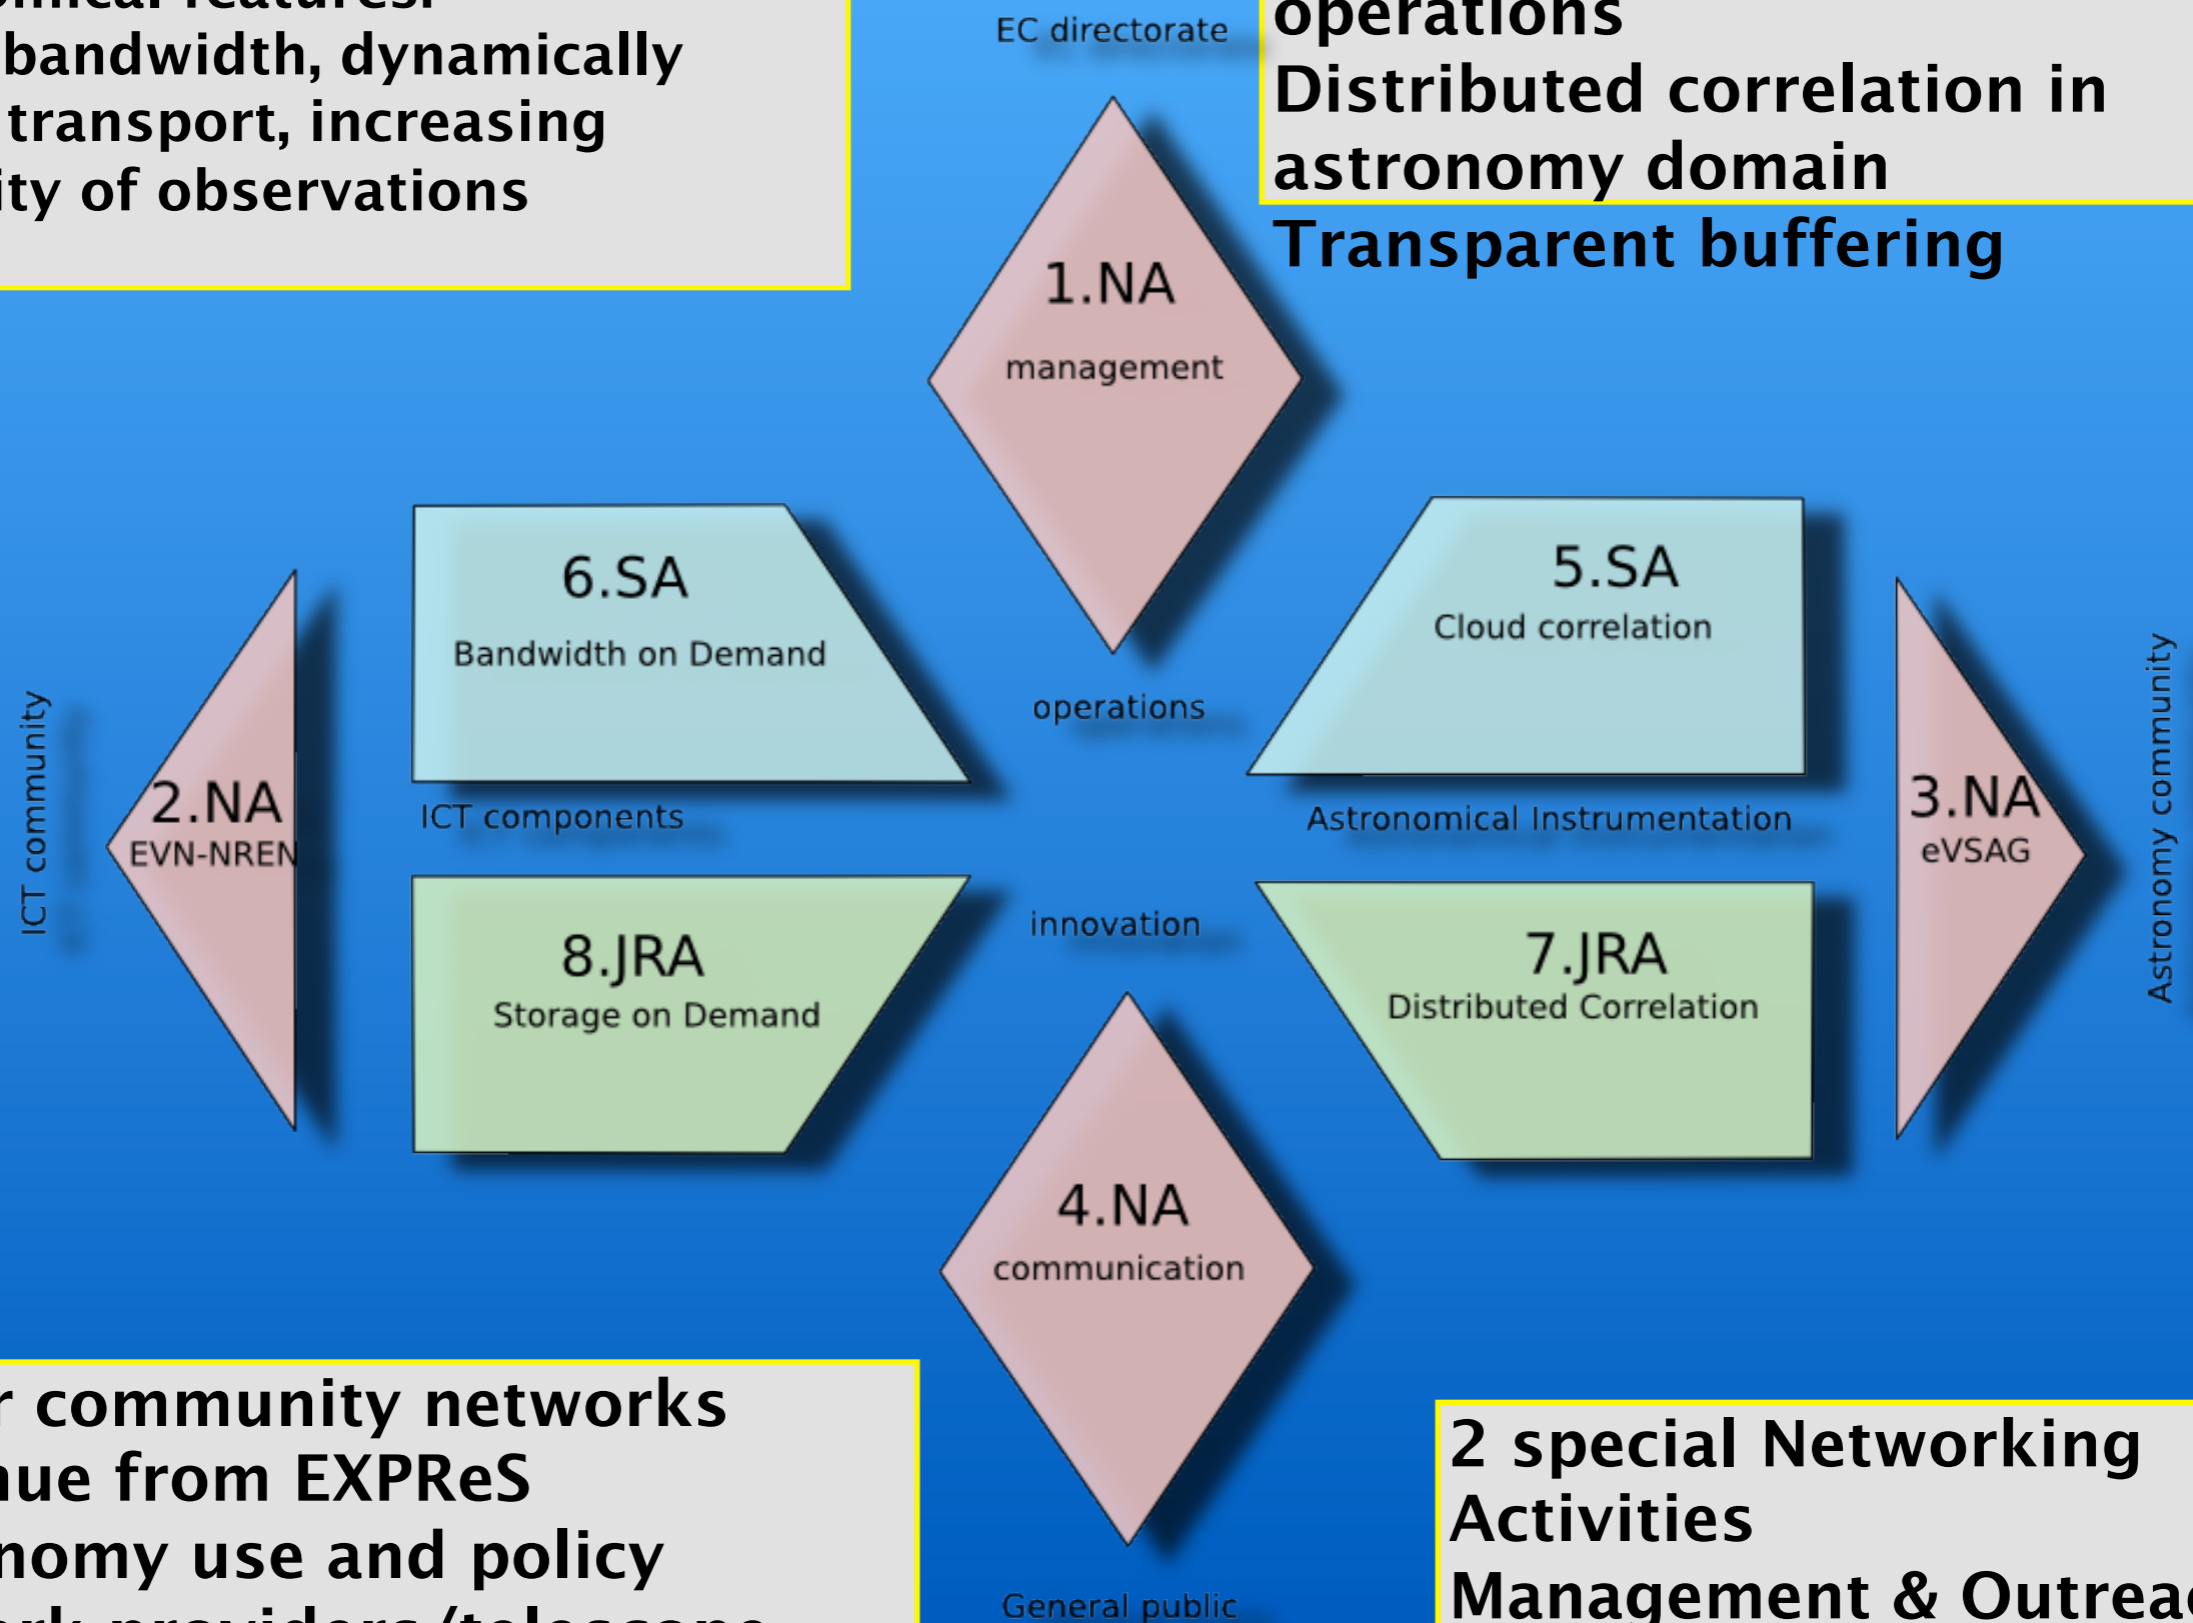 bandwidth, dynamically
transport, increasing
of observations
EC directorate
operations
Distributed correlation in
astronomy domain
Transparent buffering
1.NA
management
6.SA
Bandwidth on Demand
5.SA
Cloud correlation
operations
ICT community
2.NA
EVN-NREN
ICT components
Astronomical Instrumentation
3.NA
eVSAG
Astronomy community
innovation
8.JRA
Storage on Demand
7.JRA
Distributed Correlation
4.NA
communication
community networks
from EXPReS
use and policy
2 special Networking
Activities
Management &
General public